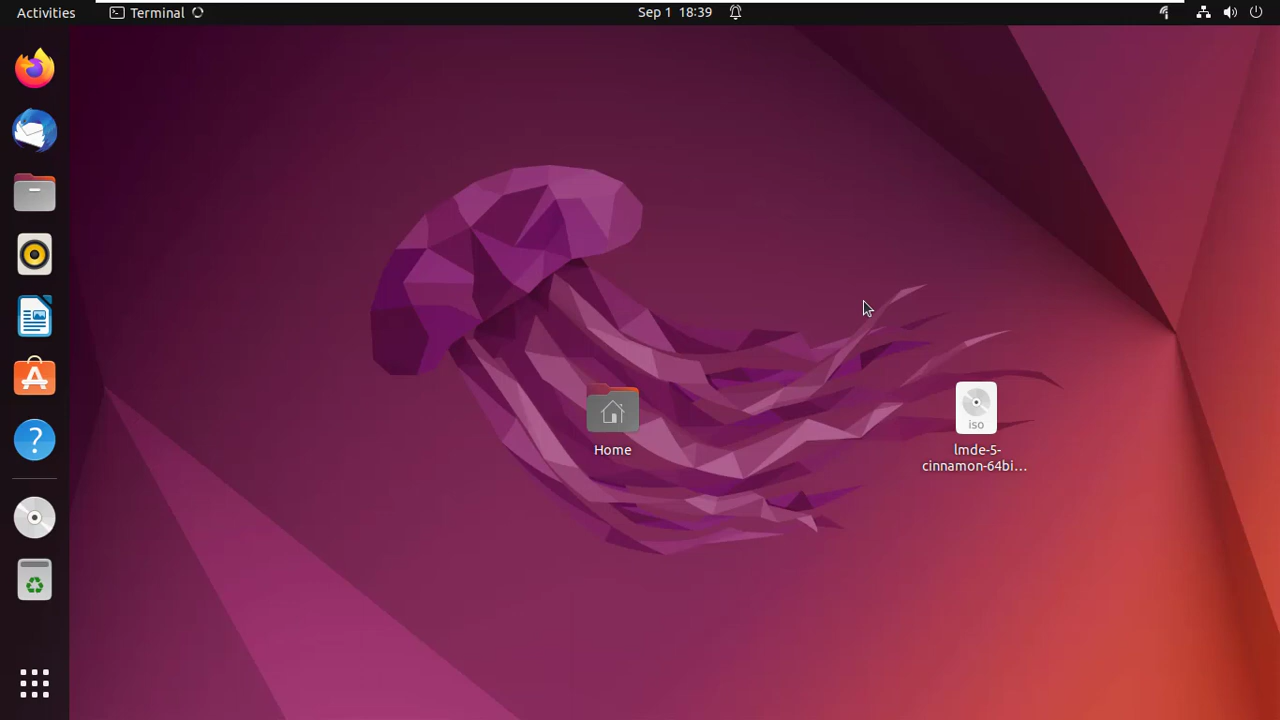 Activities
Terminal
Sep 1 18:39
Home
iso
lmde-5-
cinnamon-64bi...